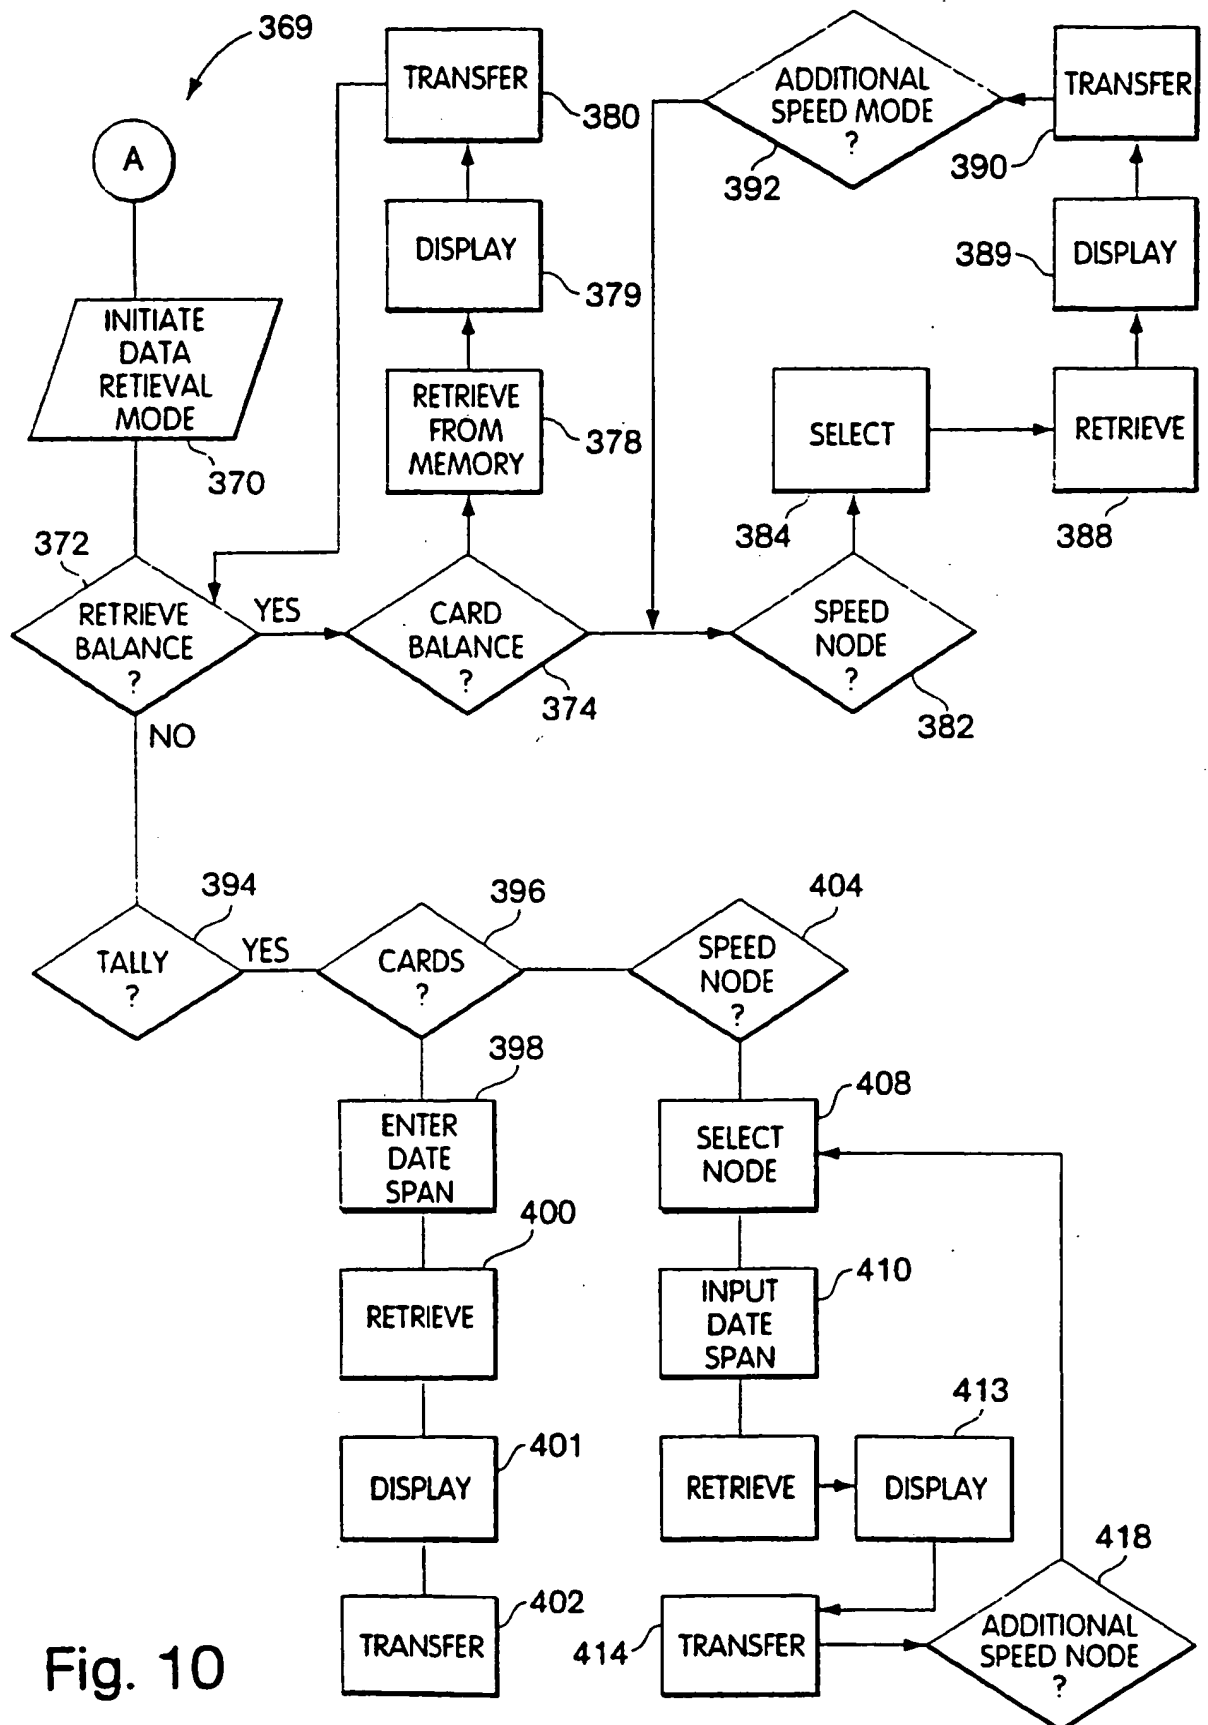 369
A
INITIATE
DATA
RETIEVAL
MODE
370
TRANSFER
380
DISPLAY
379
RETRIEVE
FROM
MEMORY
378
ADDITIONAL
SPEED MODE
?
392
TRANSFER
390
DISPLAY
389
RETRIEVE
388
SELECT
384
372
RETRIEVE
BALANCE
?
YES
NO
CARD
BALANCE
?
374
SPEED
NODE
?
382
TALLY
?
394
YES
CARDS
?
396
SPEED
NODE
?
404
ENTER
DATE
SPAN
398
RETRIEVE
400
DISPLAY
401
TRANSFER
402
SELECT
NODE
408
INPUT
DATE
SPAN
410
RETRIEVE
DISPLAY
413
TRANSFER
414
ADDITIONAL
SPEED NODE
?
418
Fig. 10